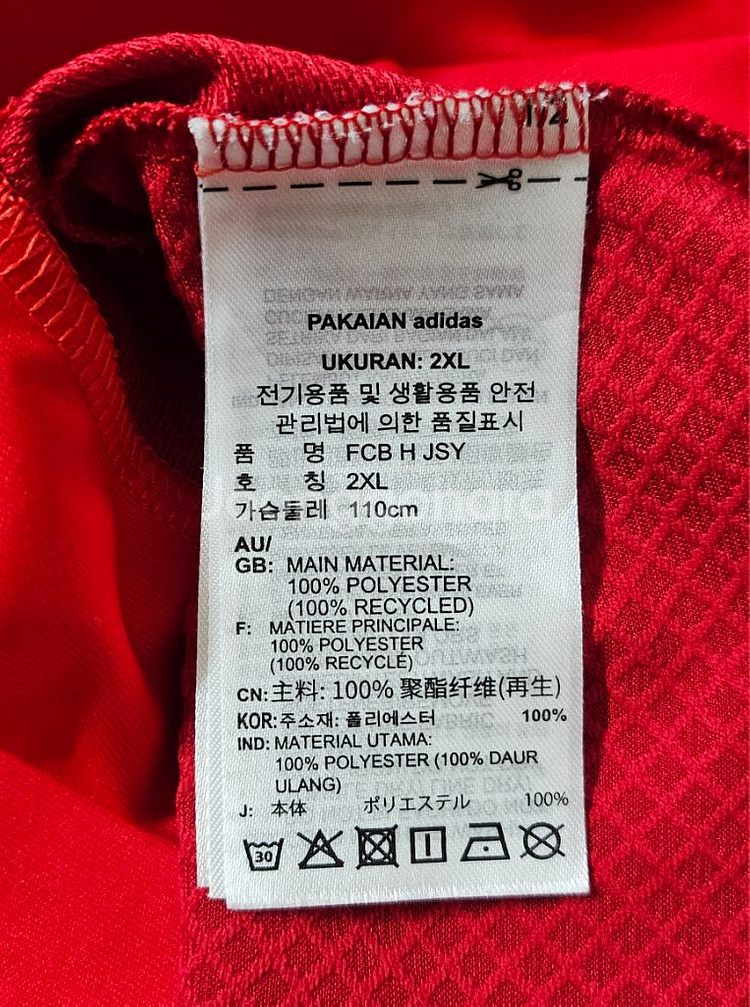 1/2
PAKAIAN adidas
UKURAN: 2XL
전기용품 및 생활용품 안전
관리법에 의한 품질표시
품 명 FCB H JSY
호 칭 2XL
가슴둘레 110cm
AU/
GB: MAIN MATERIAL:
100% POLYESTER
(100% RECYCLED)
F: MATIERE PRINCIPALE:
100% POLYESTER
(100% RECYCLÉ)
CN: 主料: 100% 聚酯纤维(再生)
KOR: 주소재: 폴리에스터 100%
IND: MATERIAL UTAMA:
100% POLYESTER (100% DAUR
ULANG)
J: 本体 ポリエステル 100%
30